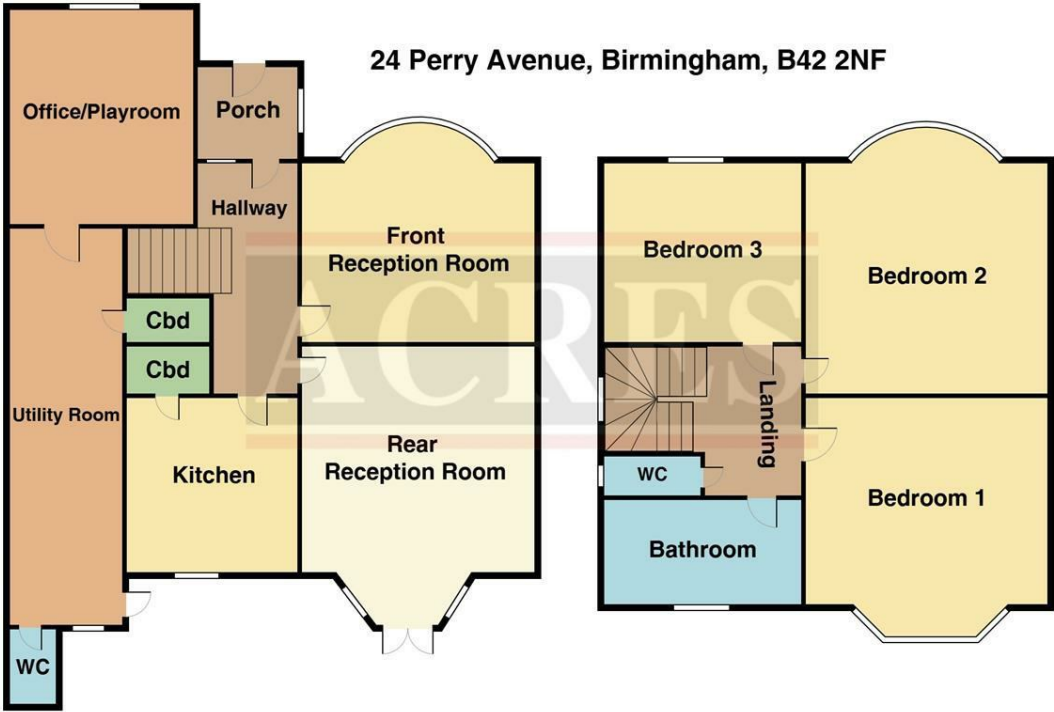 24 Perry Avenue, Birmingham, B42 2NF
Office/Playroom
Porch
Hallway
Front
Reception Room
Cbd
Cbd
Utility Room
Kitchen
Rear
Reception Room
WC
Bedroom 3
Bedroom 2
Landing
WC
Bathroom
Bedroom 1
ACRES